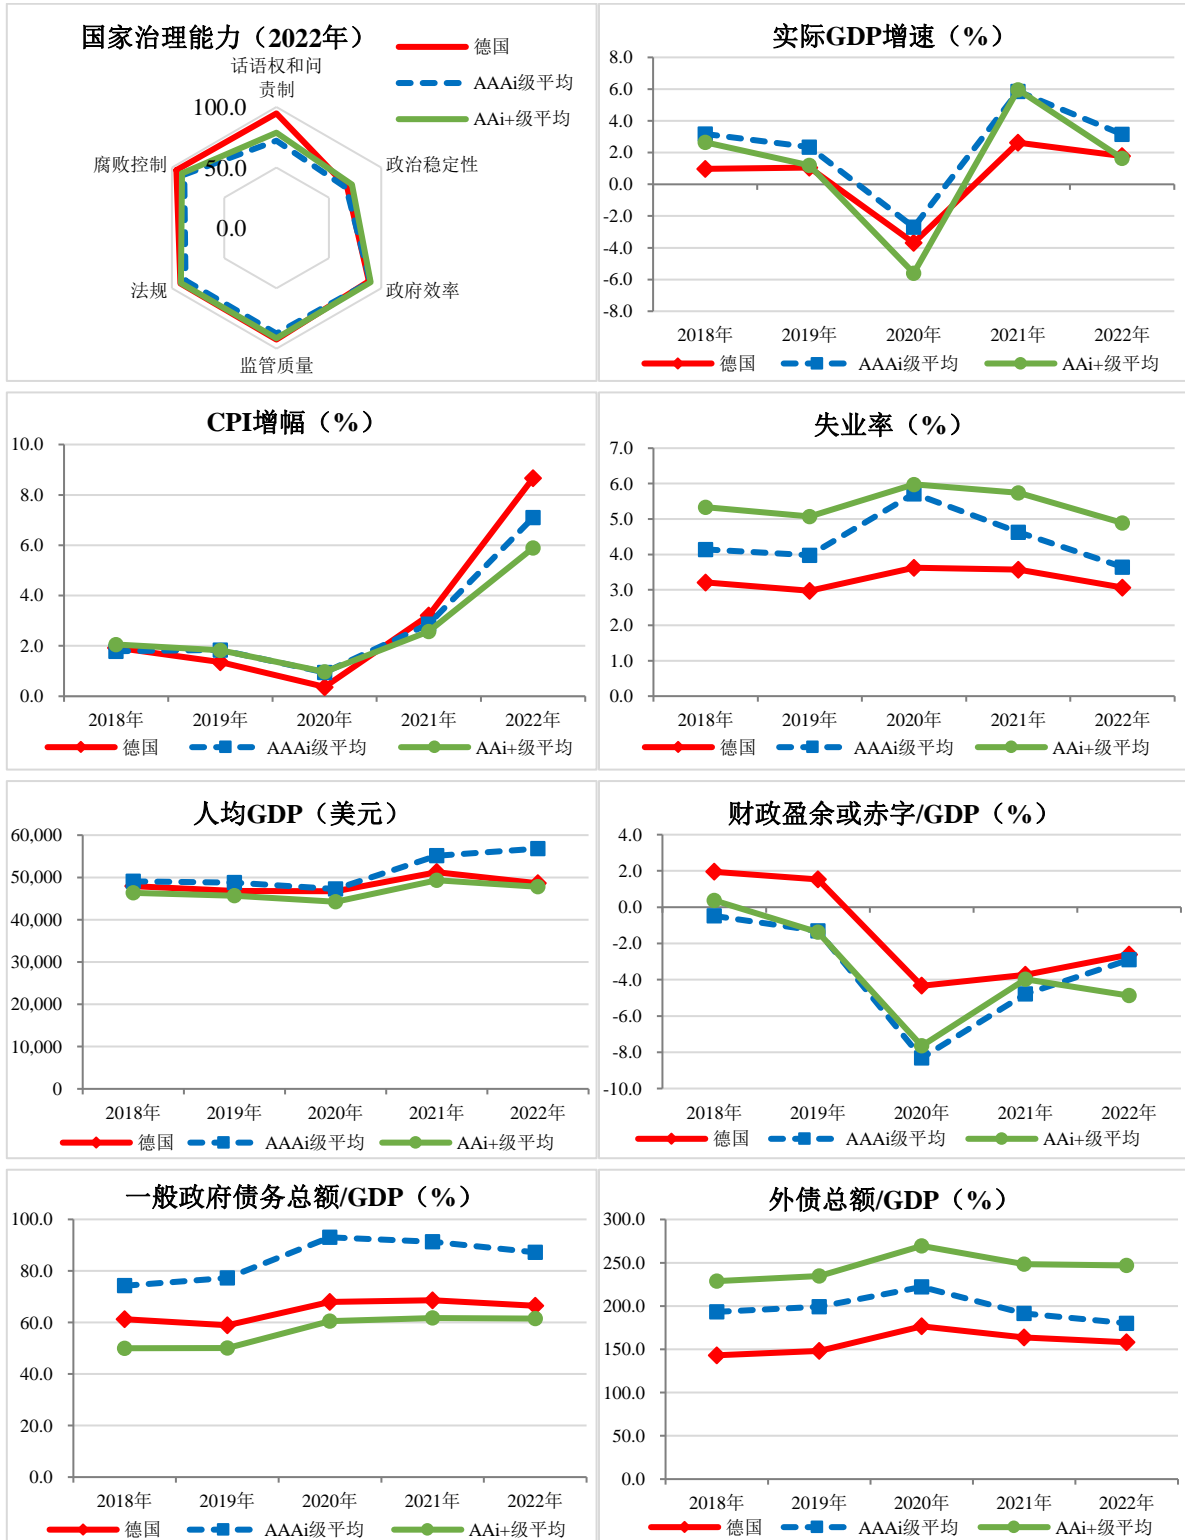 国家治理能力（2022年）
话语权和问
责制
100.0
50.0
0.0
腐败控制
政治稳定性
法规
政府效率
监管质量
德国
AAAi级平均
AAi+级平均
实际GDP增速（%）
8.0
6.0
4.0
2.0
0.0
-2.0
-4.0
-6.0
-8.0
2018年 2019年 2020年 2021年 2022年
德国 AAAi级平均 AAi+级平均
CPI增幅（%）
10.0
8.0
6.0
4.0
2.0
0.0
2018年 2019年 2020年 2021年 2022年
德国 AAAi级平均 AAi+级平均
失业率（%）
7.0
6.0
5.0
4.0
3.0
2.0
1.0
0.0
2018年 2019年 2020年 2021年 2022年
德国 AAAi级平均 AAi+级平均
人均GDP（美元）
60,000
50,000
40,000
30,000
20,000
10,000
0
2018年 2019年 2020年 2021年 2022年
德国 AAAi级平均 AAi+级平均
财政盈余或赤字/GDP（%）
4.0
2.0
0.0
-2.0
-4.0
-6.0
-8.0
-10.0
2018年 2019年 2020年 2021年 2022年
德国 AAAi级平均 AAi+级平均
一般政府债务总额/GDP（%）
100.0
80.0
60.0
40.0
20.0
0.0
2018年 2019年 2020年 2021年 2022年
德国 AAAi级平均 AAi+级平均
外债总额/GDP（%）
300.0
250.0
200.0
150.0
100.0
50.0
0.0
2018年 2019年 2020年 2021年 2022年
德国 AAAi级平均 AAi+级平均